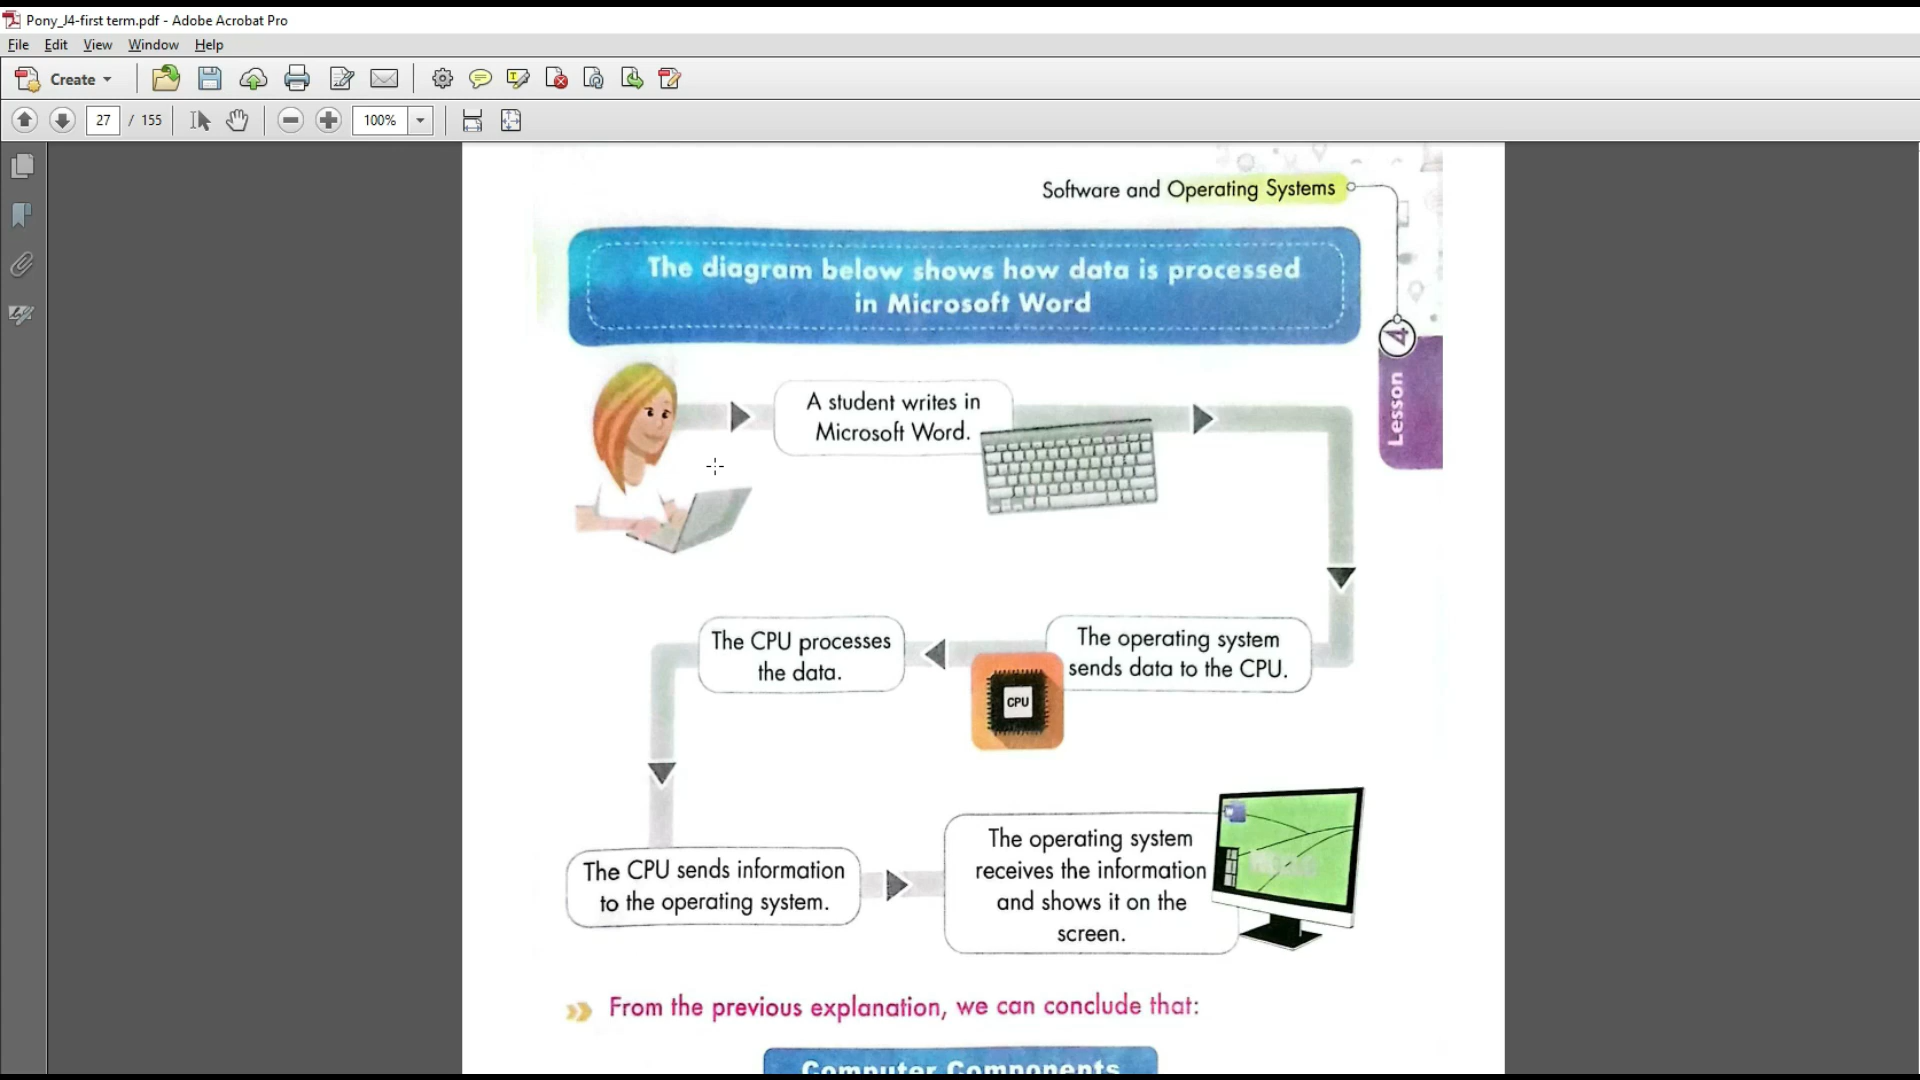 Pony_J4-first term.pdf - Adobe Acrobat Pro
File Edit View Window Help
Create
27 / 155 100%
Software and Operating Systems
The diagram below shows how data is processed
in Microsoft Word
4
Lesson
A student writes in
Microsoft Word.
The operating system
sends data to the CPU.
CPU
The CPU processes
the data.
The CPU sends information
to the operating system.
The operating system
receives the information
and shows it on the
screen.
From the previous explanation, we can conclude that:
Computer Components